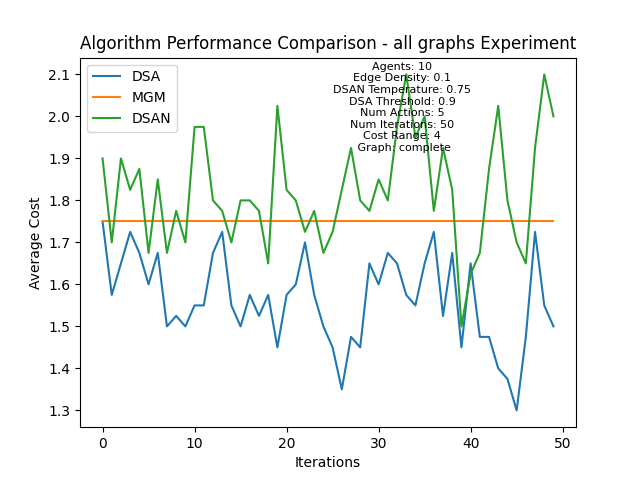 Algorithm Performance Comparison - all graphs Experiment
DSA
MGM
DSAN
Agents: 10
Edge Density: 0.1
DSAN Temperature: 0.75
DSA Threshold: 0.9
Num Actions: 5
Num Iterations: 50
Cost Range: 4
Graph: complete
Average Cost
2.1
2.0
1.9
1.8
1.7
1.6
1.5
1.4
1.3
0
10
20
30
40
50
Iterations